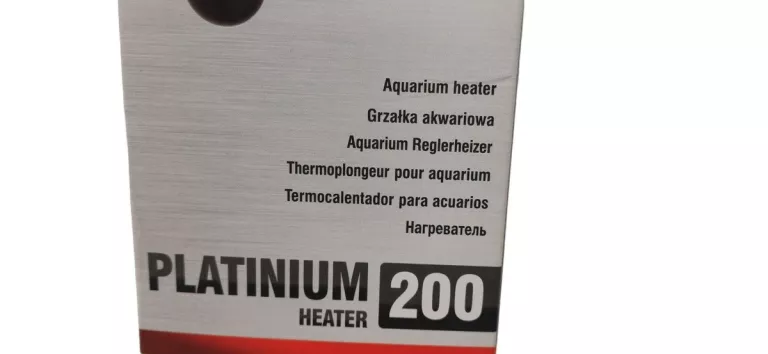 Aquarium heater
Grzałka akwariowa
Aquarium Reglerheizer
Thermoplongeur pour aquarium
Termocalentador para acuarios
Нагреватель
PLATINIUM 200
HEATER